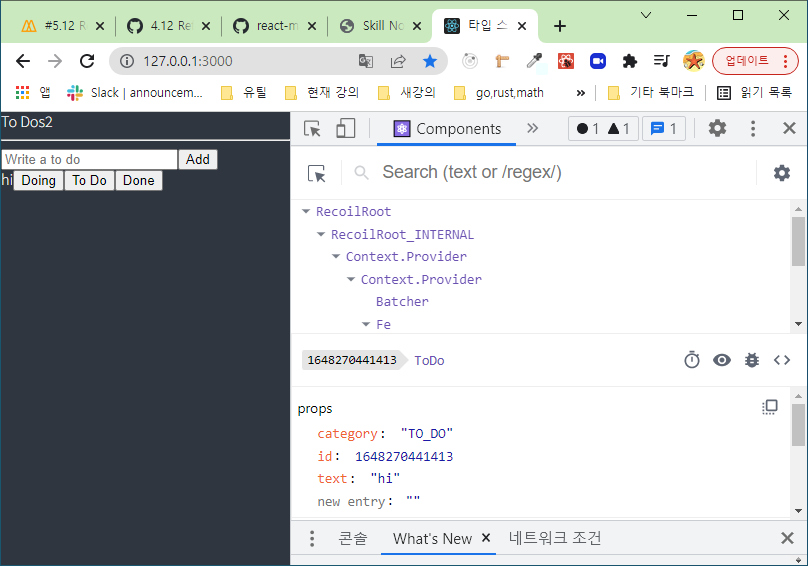 #5.12 R
4.12 Ret
react-m
Skill No
타입 스
127.0.0.1:3000
업데이트
앱
Slack | announcem...
유틸
현재 강의
새강의
go,rust,math
»
기타 북마크
읽기 목록
To Dos2
Write a to do
Add
hi
Doing
To Do
Done
Components
»
1
1
1
Search (text or /regex/)
RecoilRoot
RecoilRoot_INTERNAL
Context.Provider
Context.Provider
Batcher
Fe
1648270441413
ToDo
props
category: "TO_DO"
id: 1648270441413
text: "hi"
new entry: ""
콘솔
What's New
네트워크 조건